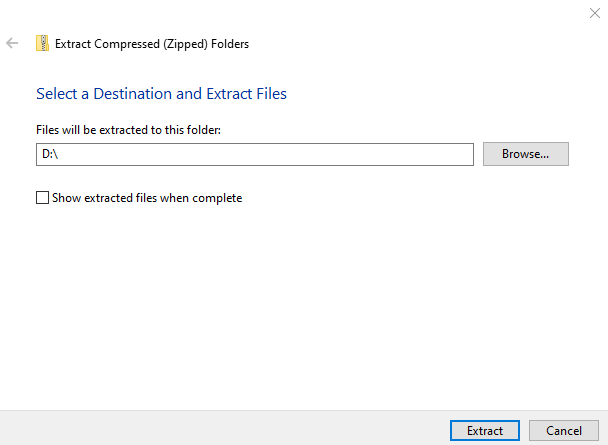 Extract Compressed (Zipped) Folders
Select a Destination and Extract Files
Files will be extracted to this folder:
D:\
Browse...
Show extracted files when complete
Extract
Cancel